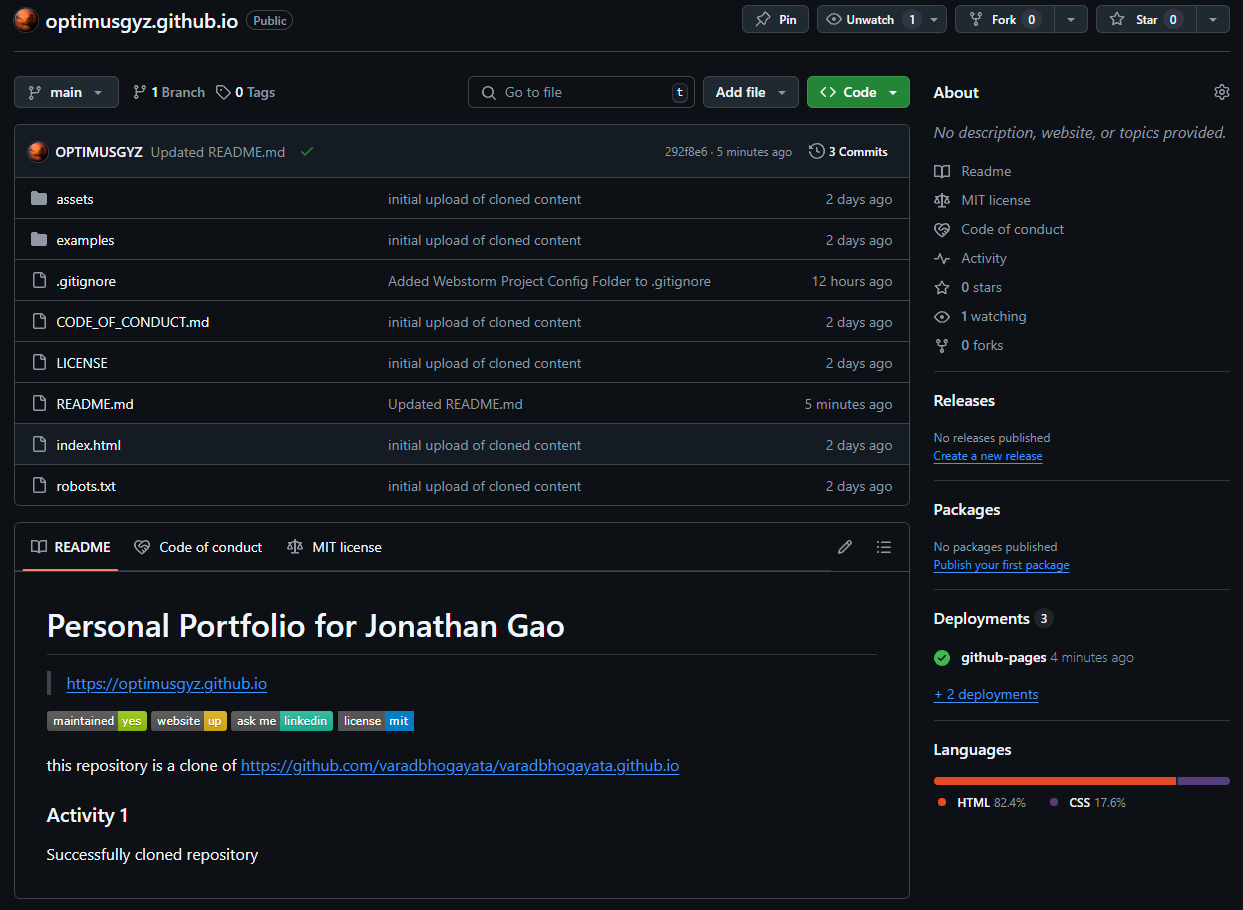 optimusgyz.github.io Public Pin Unwatch 1 Fork 0 Star 0
main 1 Branch 0 Tags Go to file t Add file Code
OPTIMUSGYZ Updated README.md 292f8e6 · 5 minutes ago 3 Commits
assets initial upload of cloned content 2 days ago
examples initial upload of cloned content 2 days ago
.gitignore Added Webstorm Project Config Folder to .gitignore 12 hours ago
CODE_OF_CONDUCT.md initial upload of cloned content 2 days ago
LICENSE initial upload of cloned content 2 days ago
README.md Updated README.md 5 minutes ago
index.html initial upload of cloned content 2 days ago
robots.txt initial upload of cloned content 2 days ago
README Code of conduct MIT license
Personal Portfolio for Jonathan Gao
https://optimusgyz.github.io
maintained yes website up ask me linkedin license mit
this repository is a clone of https://github.com/varadbhogayata/varadbhogayata.github.io
Activity 1
Successfully cloned repository
About
No description, website, or topics provided.
Readme
MIT license
Code of conduct
Activity
0 stars
1 watching
0 forks
Releases
No releases published
Create a new release
Packages
No packages published
Publish your first package
Deployments 3
github-pages 4 minutes ago
+ 2 deployments
Languages
HTML 82.4% CSS 17.6%